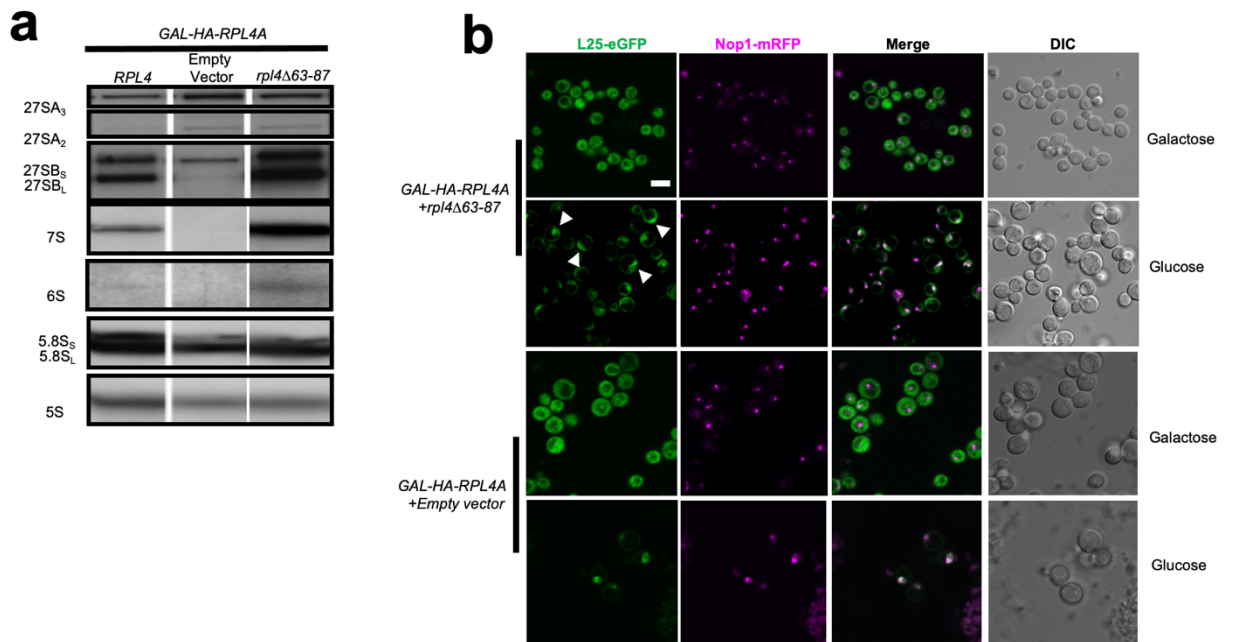 a
GAL-HA-RPL4A
RPL4
Empty
Vector
rpl4Δ63-87
27SA3
27SA2
27SBS
27SBL
7S
6S
5.8SS
5.8SL
5S
b
L25-eGFP
Nop1-mRFP
Merge
DIC
GAL-HA-RPL4A
+rpl4Δ63-87
Galactose
Glucose
GAL-HA-RPL4A
+Empty vector
Galactose
Glucose